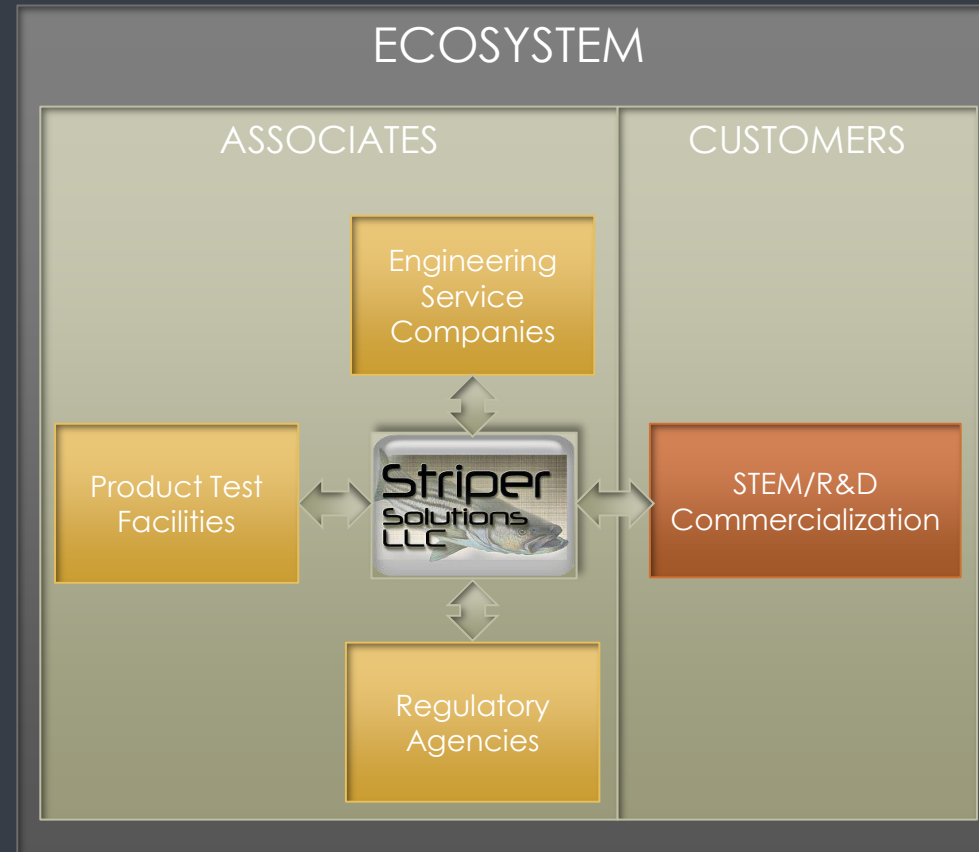 ECOSYSTEM
ASSOCIATES
CUSTOMERS
Engineering
Service
Companies
Product Test
Facilities
Striper
Solutions
LLC
STEM/R&D
Commercialization
Regulatory
Agencies